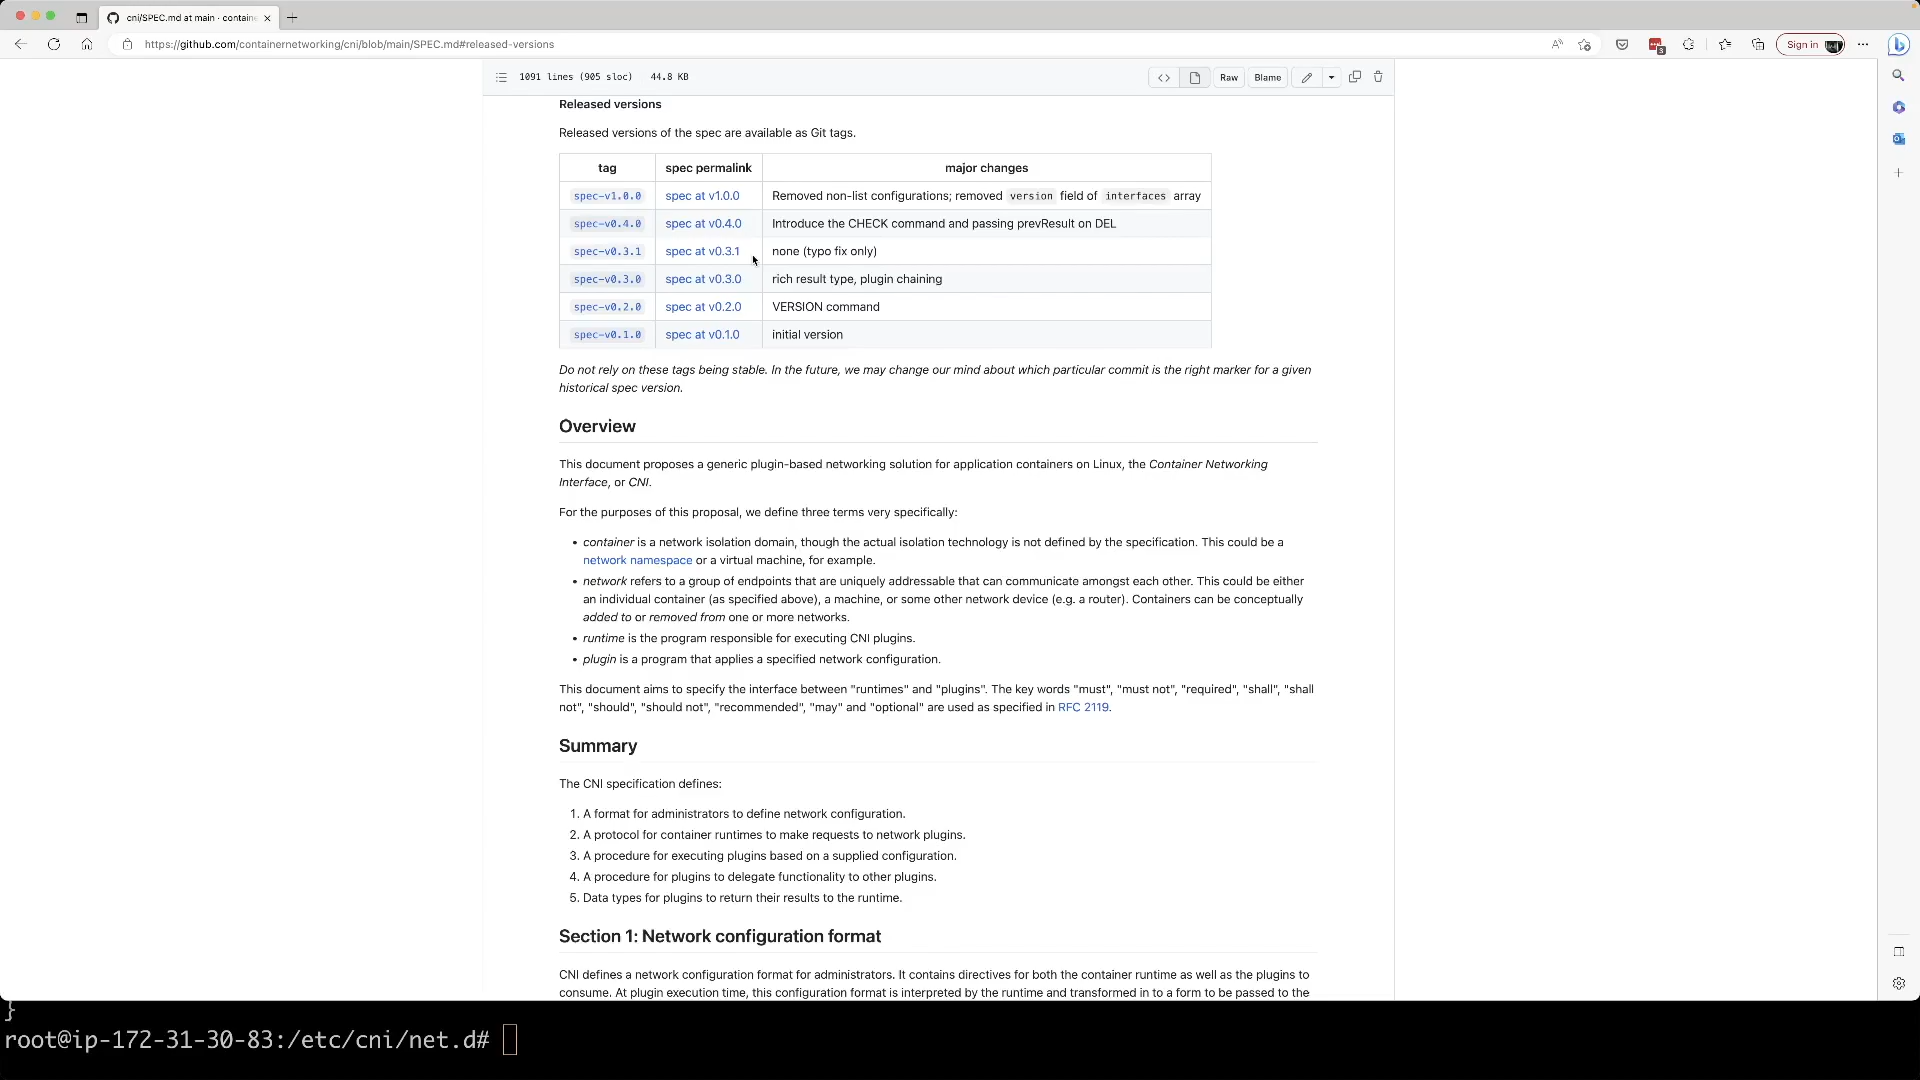 cni/SPEC.md at main · contain
https://github.com/containernetworking/cni/blob/main/SPEC.md#released-versions
Sign in
1091 lines (905 sloc) 44.8 KB
Raw
Blame
Released versions
Released versions of the spec are available as Git tags.
tag spec permalink major changes
spec-v1.0.0 spec at v1.0.0 Removed non-list configurations; removed version field of interfaces array
spec-v0.4.0 spec at v0.4.0 Introduce the CHECK command and passing prevResult on DEL
spec-v0.3.1 spec at v0.3.1 none (typo fix only)
spec-v0.3.0 spec at v0.3.0 rich result type, plugin chaining
spec-v0.2.0 spec at v0.2.0 VERSION command
spec-v0.1.0 spec at v0.1.0 initial version
Do not rely on these tags being stable. In the future, we may change our mind about which particular commit is the right marker for a given
historical spec version.
Overview
This document proposes a generic plugin-based networking solution for application containers on Linux, the Container Networking
Interface, or CNI.
For the purposes of this proposal, we define three terms very specifically:
• container is a network isolation domain, though the actual isolation technology is not defined by the specification. This could be a
network namespace or a virtual machine, for example.
• network refers to a group of endpoints that are uniquely addressable that can communicate amongst each other. This could be either
an individual container (as specified above), a machine, or some other network device (e.g. a router). Containers can be conceptually
added to or removed from one or more networks.
• runtime is the program responsible for executing CNI plugins.
• plugin is a program that applies a specified network configuration.
This document aims to specify the interface between "runtimes" and "plugins". The key words "must", "must not", "required", "shall", "shall
not", "should", "should not", "recommended", "may" and "optional" are used as specified in RFC 2119.
Summary
The CNI specification defines:
1. A format for administrators to define network configuration.
2. A protocol for container runtimes to make requests to network plugins.
3. A procedure for executing plugins based on a supplied configuration.
4. A procedure for plugins to delegate functionality to other plugins.
5. Data types for plugins to return their results to the runtime.
Section 1: Network configuration format
CNI defines a network configuration format for administrators. It contains directives for both the container runtime as well as the plugins to
consume. At plugin execution time, this configuration format is interpreted by the runtime and transformed in to a form to be passed to the
}
root@ip-172-31-30-83:/etc/cni/net.d#